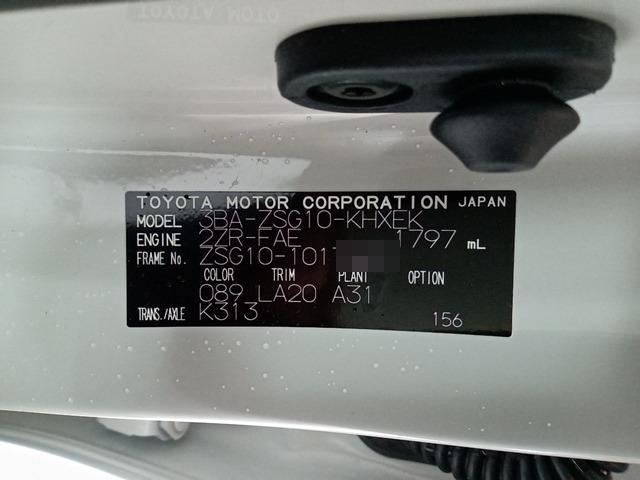 TOYOTA MOTOR CORPORATION JAPAN
MODEL 3BA-ZSG10-KHXEK
ENGINE 2ZR-FAE 1797 mL
FRAME No. ZSG10-101
COLOR TRIM PLANT OPTION
089 LA20 A31
TRANS./AXLE K313 156